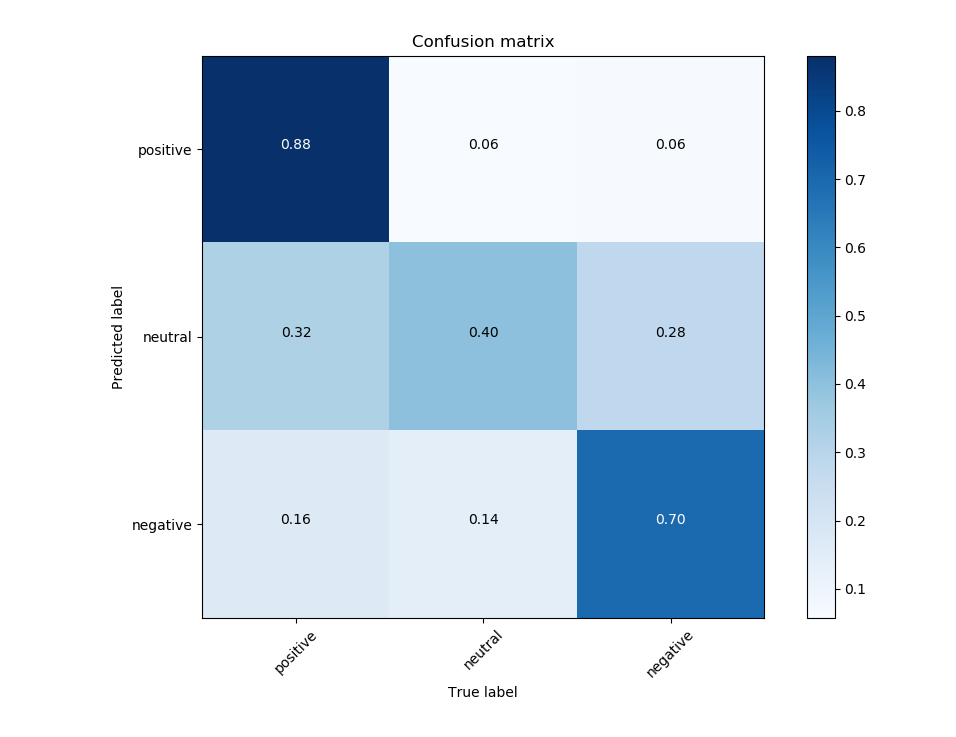 Confusion matrix
positive 0.88 0.06 0.06
neutral 0.32 0.40 0.28
negative 0.16 0.14 0.70
positive neutral negative
True label
Predicted label
0.8
0.7
0.6
0.5
0.4
0.3
0.2
0.1